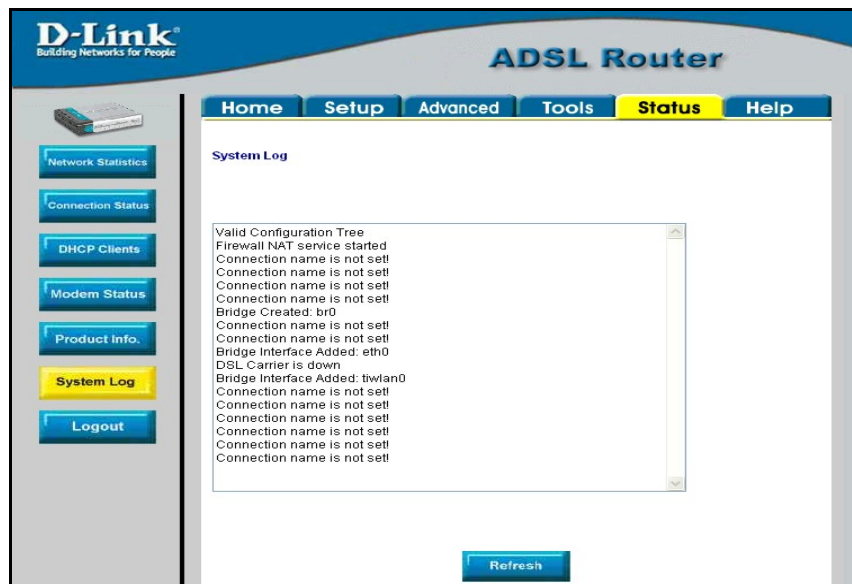 D-Link
Building Networks for People
ADSL Router
Home Setup Advanced Tools Status Help
Network Statistics
Connection Status
DHCP Clients
Modem Status
Product Info.
System Log
Logout
System Log
Valid Configuration Tree
Firewall NAT service started
Connection name is not set!
Connection name is not set!
Connection name is not set!
Connection name is not set!
Bridge Created: br0
Connection name is not set!
Connection name is not set!
Bridge Interface Added: eth0
DSL Carrier is down
Bridge Interface Added: tiwlan0
Connection name is not set!
Connection name is not set!
Connection name is not set!
Connection name is not set!
Connection name is not set!
Connection name is not set!
Refresh